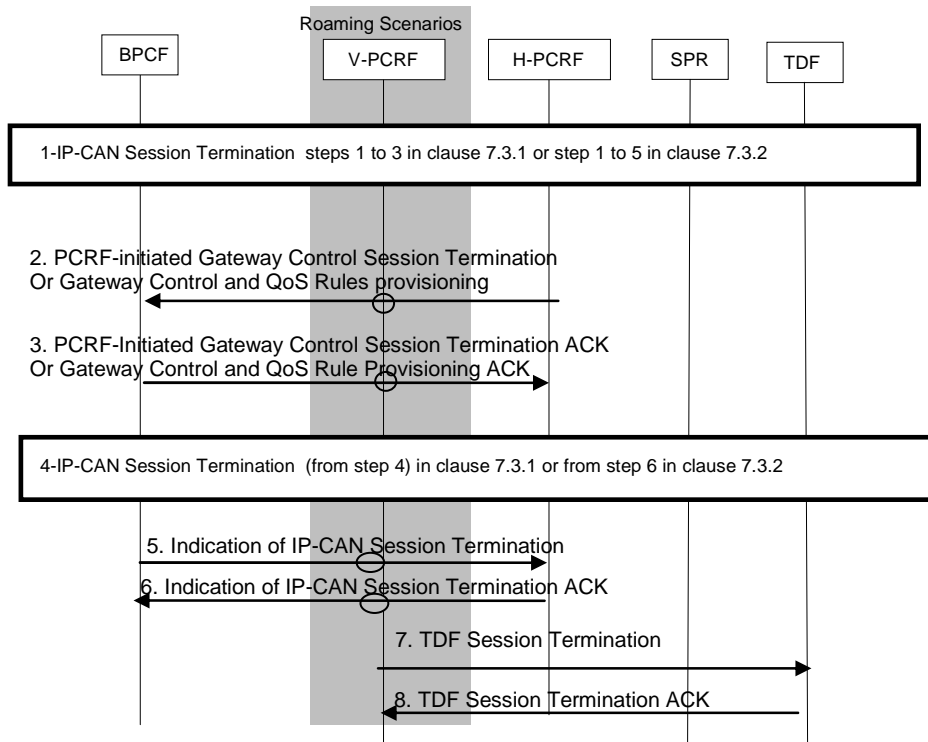 Roaming Scenarios
BPCF
V-PCRF
H-PCRF
SPR
TDF
1-IP-CAN Session Termination steps 1 to 3 in clause 7.3.1 or step 1 to 5 in clause 7.3.2
2. PCRF-initiated Gateway Control Session Termination
Or Gateway Control and QoS Rules provisioning
3. PCRF-Initiated Gateway Control Session Termination ACK
Or Gateway Control and QoS Rule Provisioning ACK
4-IP-CAN Session Termination (from step 4) in clause 7.3.1 or from step 6 in clause 7.3.2
5. Indication of IP-CAN Session Termination
6. Indication of IP-CAN Session Termination ACK
7. TDF Session Termination
8. TDF Session Termination ACK